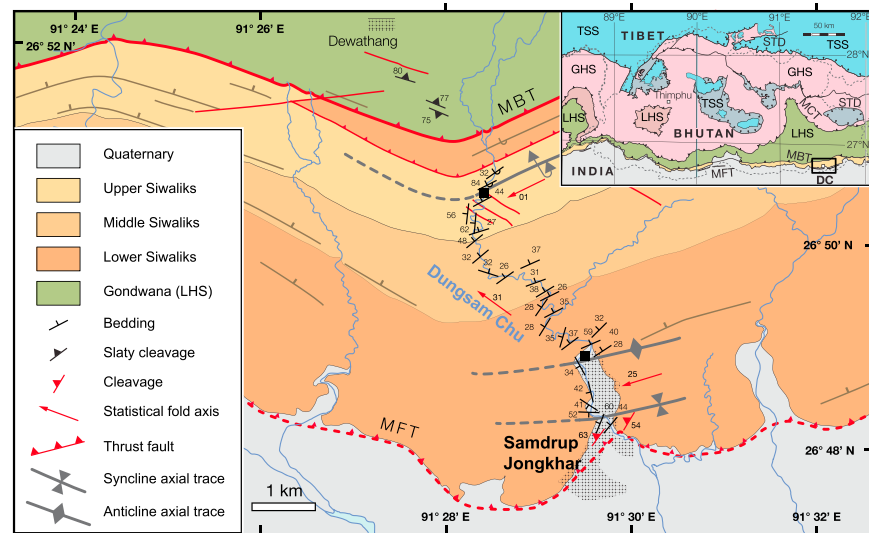 91° 24' E
91° 26' E
26° 52' N
Dewathang
80
77
75
MBT
89°E
90°E
91°E
92°E
50 km
TSS
TIBET
STD
TSS
28°N
GHS
GHS
Thimphu
TSS
MCT
STD
LHS
LHS
LHS
BHUTAN
27°N
MBT
INDIA
MFT
DC
Quaternary
Upper Siwaliks
Middle Siwaliks
Lower Siwaliks
Gondwana (LHS)
Bedding
Slaty cleavage
Cleavage
Statistical fold axis
Thrust fault
Syncline axial trace
Anticline axial trace
32
84
44
01
56
27
62
48
26° 50' N
32
22
26
37
31
31
38
26
28
35
Dungsam Chu
28
35
37
59
32
40
28
34
25
42
41
52
60
44
54
63
MFT
Samdrup
Jongkhar
26° 48' N
1 km
91° 28' E
91° 30' E
91° 32' E